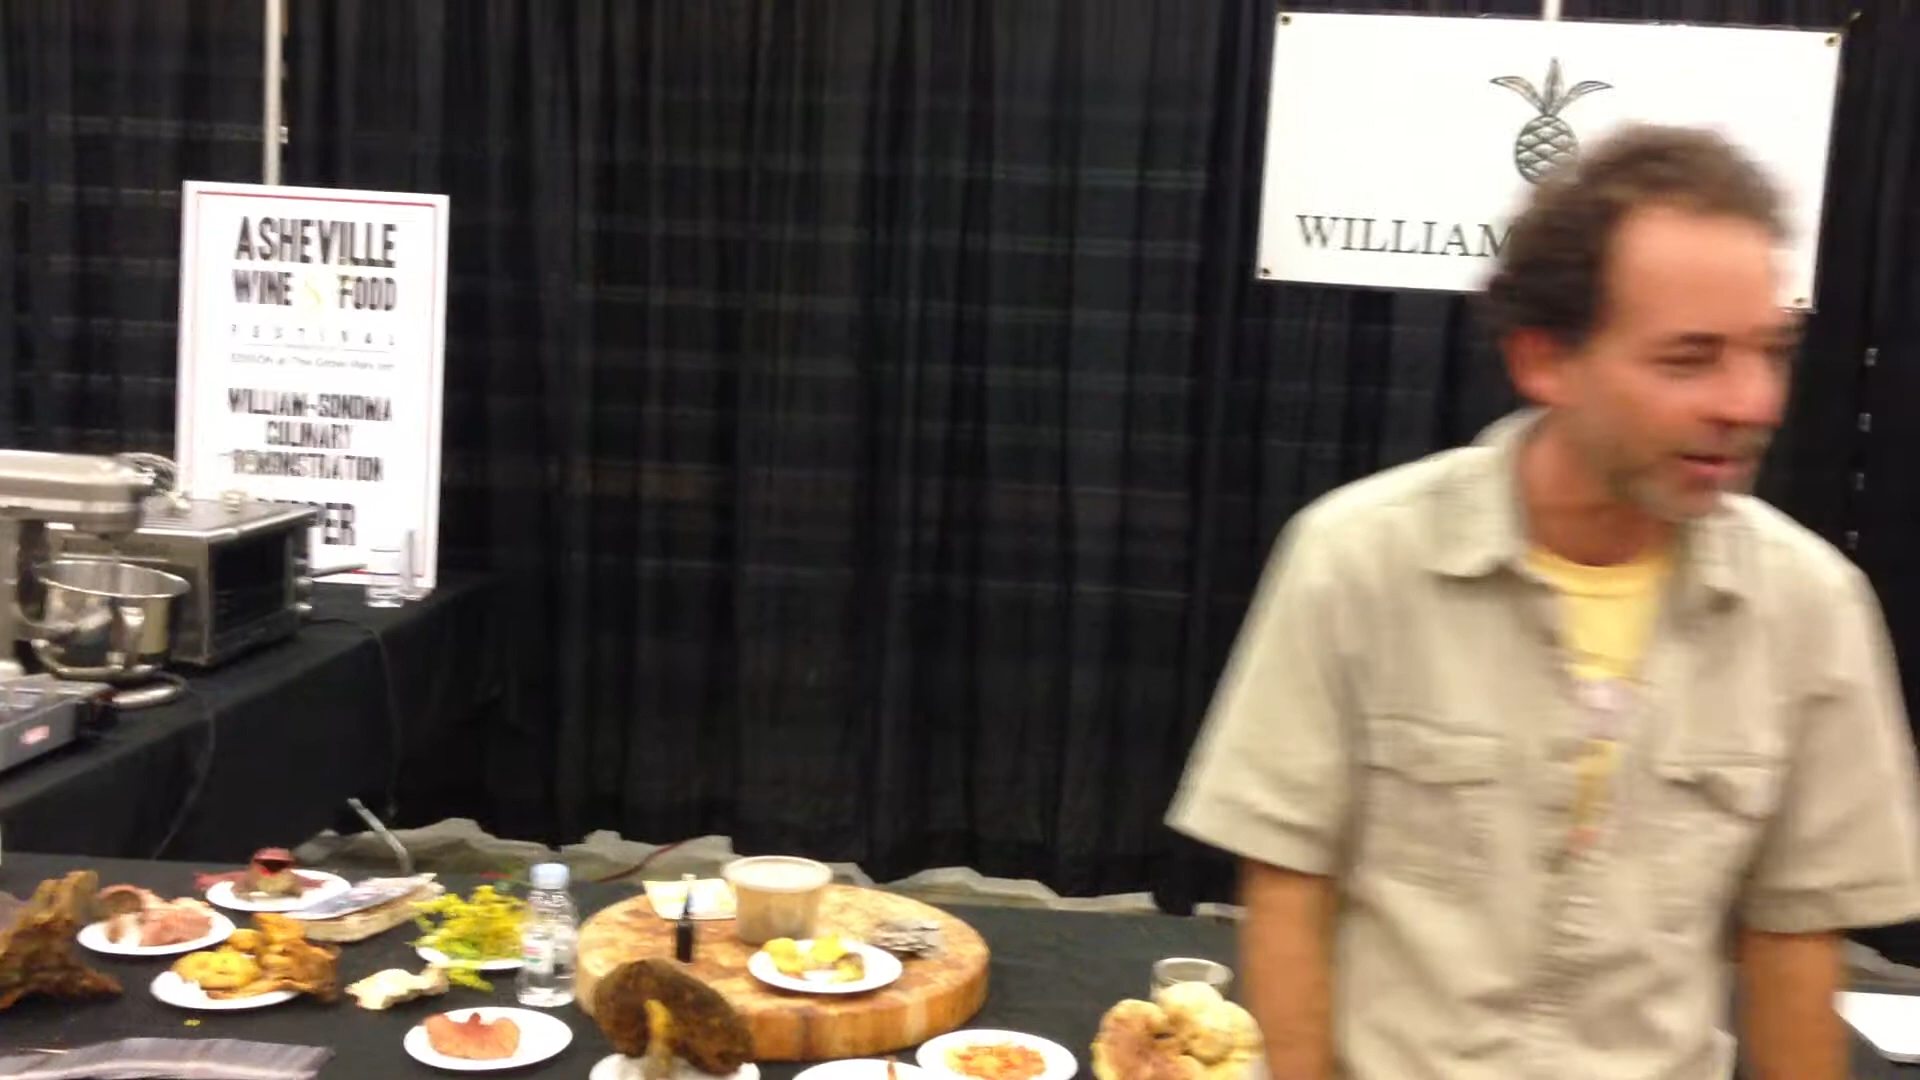 ASHEVILLE
WINE & FOOD
FESTIVAL
WILLIAM-SONOMA
CULINARY
DEMONSTRATION
WILLIAM